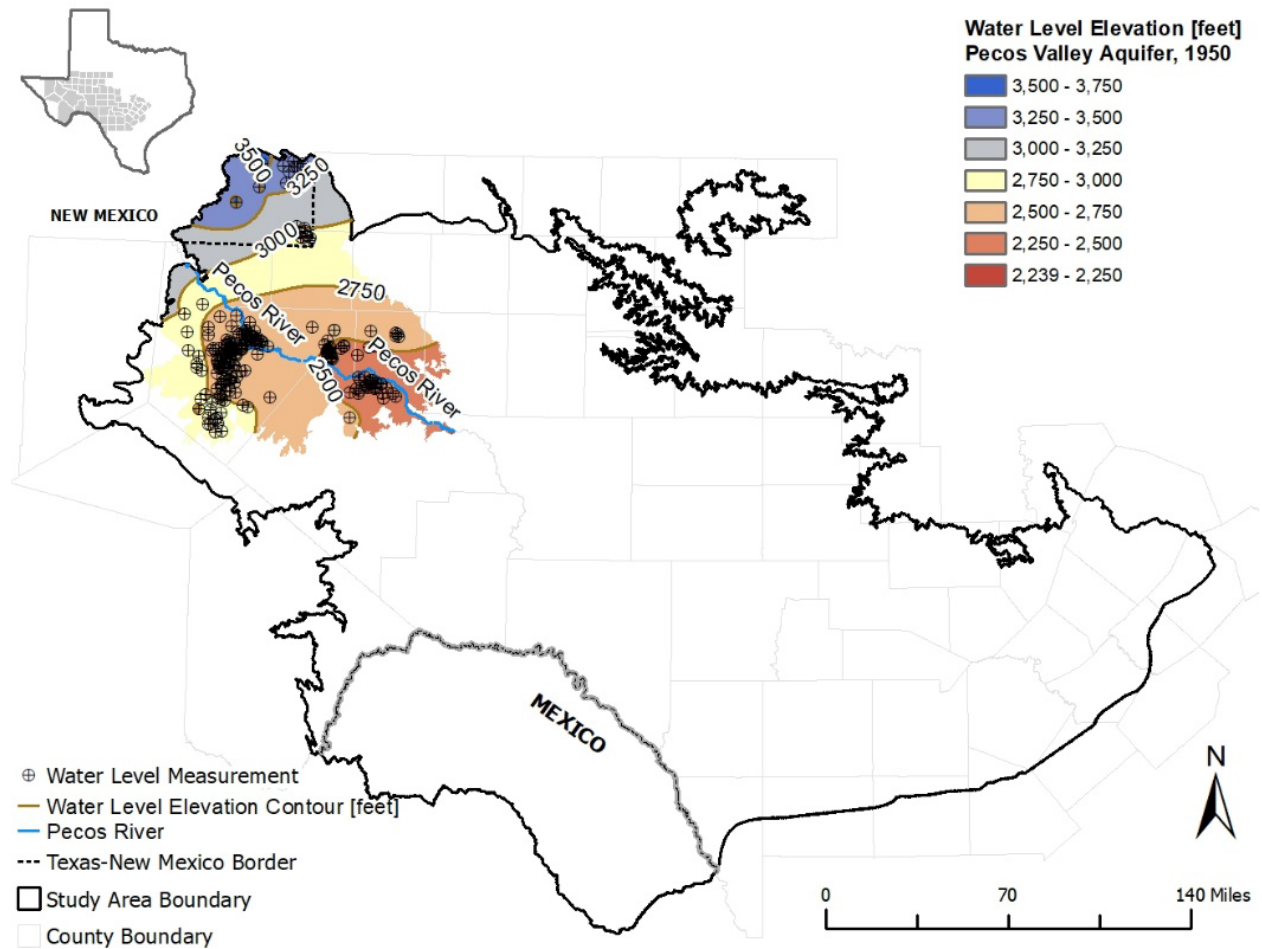 Water Level Elevation [feet]
Pecos Valley Aquifer, 1950
3,500 - 3,750
3,250 - 3,500
3,000 - 3,250
2,750 - 3,000
2,500 - 2,750
2,250 - 2,500
2,239 - 2,250
3500
3250
NEW MEXICO
3000
Pecos River
2750
2500
Pecos River
MEXICO
Water Level Measurement
Water Level Elevation Contour [feet]
Pecos River
Texas-New Mexico Border
Study Area Boundary
County Boundary
N
0 70 140 Miles